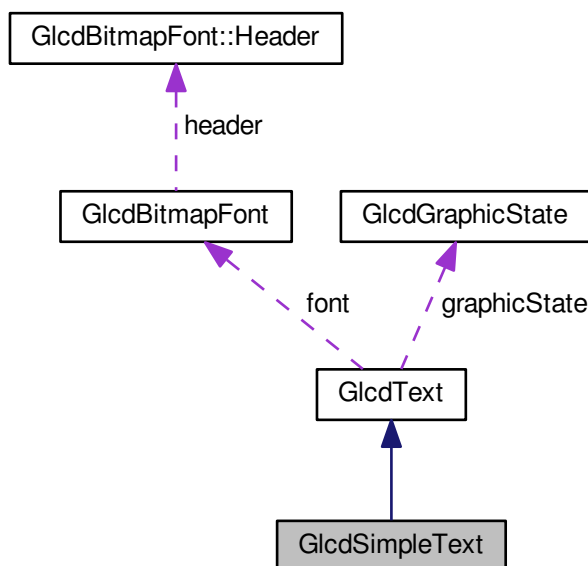 GlcdBitmapFont::Header
header
GlcdBitmapFont
GlcdGraphicState
font
graphicState
GlcdText
GlcdSimpleText